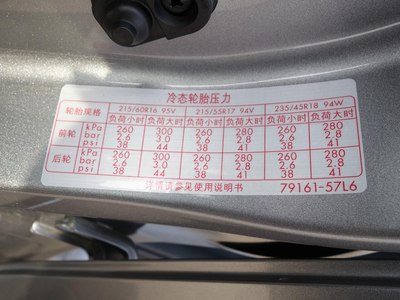 冷态轮胎压力
轮胎规格 215/60R16 95V 215/55R17 94V 235/45R18 94W
负荷小时 负荷大时 负荷小时 负荷大时 负荷小时 负荷大时
前轮 kPa 260 300 260 280 260 280
bar 2.6 3.0 2.6 2.8 2.6 2.8
psi 38 44 38 41 38 41
后轮 kPa 260 300 260 280 260 280
bar 2.6 3.0 2.6 2.8 2.6 2.8
psi 38 44 38 41 38 41
详情请参见使用说明书 79161-57L6